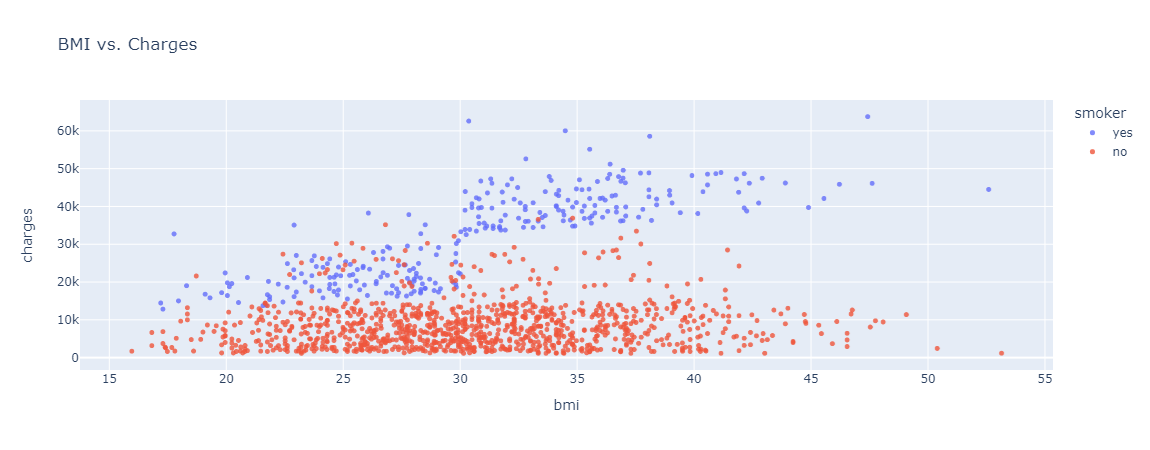 BMI vs. Charges
smoker
yes
no
60k
50k
40k
30k
20k
10k
0
charges
15 20 25 30 35 40 45 50 55
bmi